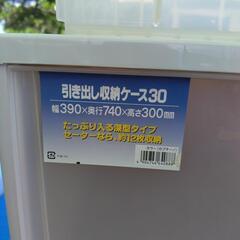 引き出し収納ケース30
幅390×奥行740×高さ300mm
たっぷり入る深型タイプ
セーターなら、約12枚収納